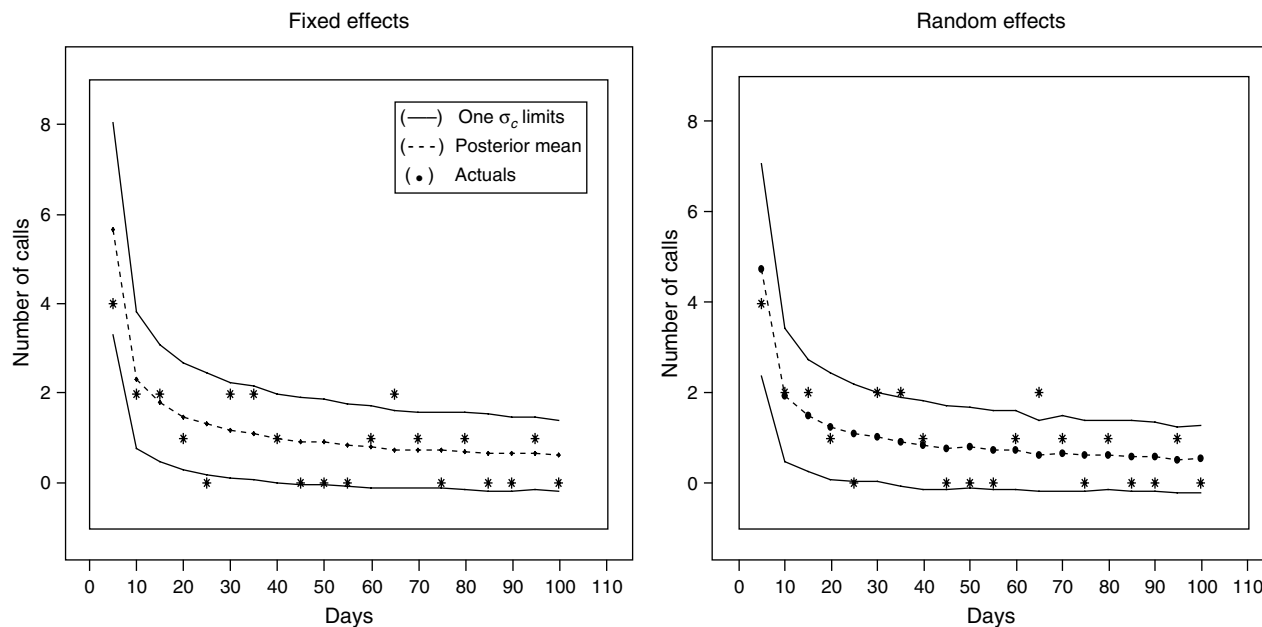 Fixed effects
Number of calls
8
6
4
2
0
(——) One σc limits
(- - -) Posterior mean
(•) Actuals
0 10 20 30 40 50 60 70 80 90 100 110
Days
Random effects
Number of calls
8
6
4
2
0
0 10 20 30 40 50 60 70 80 90 100 110
Days